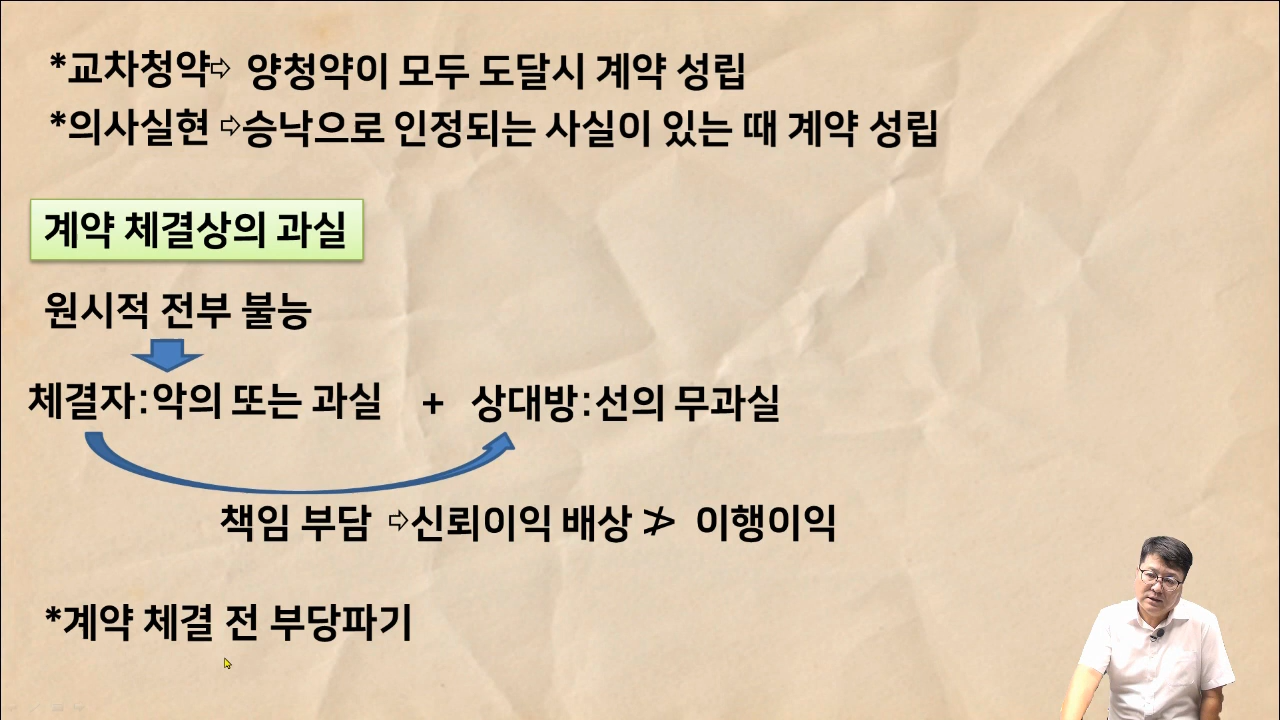 *교차청약⇨ 양청약이 모두 도달시 계약 성립
*의사실현 ⇨승낙으로 인정되는 사실이 있는 때 계약 성립
계약 체결상의 과실
원시적 전부 불능
체결자:악의 또는 과실 + 상대방:선의 무과실
책임 부담 ⇨신뢰이익 배상 ≯ 이행이익
*계약 체결 전 부당파기